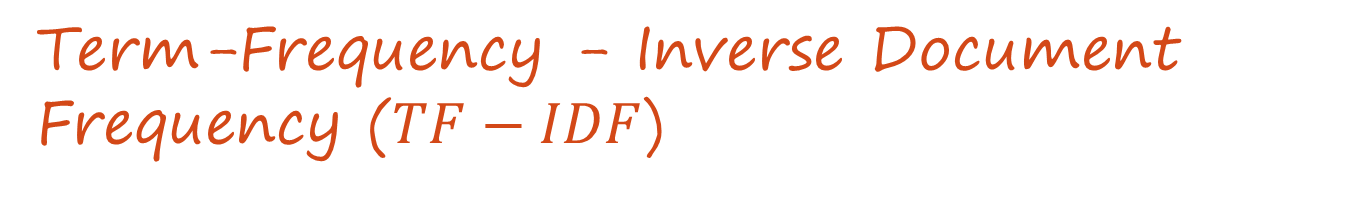 Term-Frequency - Inverse Document
Frequency (TF − IDF)